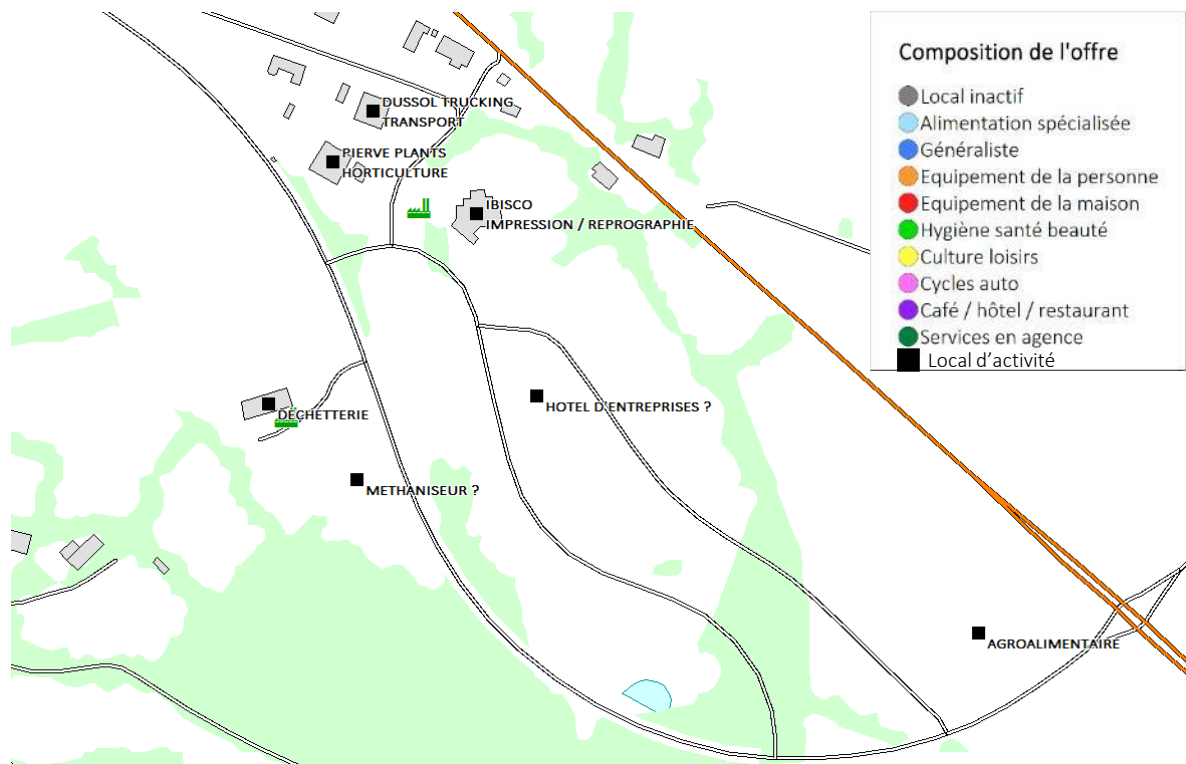 Composition de l'offre
Local inactif
Alimentation spécialisée
Généraliste
Equipement de la personne
Equipement de la maison
Hygiène santé beauté
Culture loisirs
Cycles auto
Café / hôtel / restaurant
Services en agence
Local d’activité
DUSSOL TRUCKING
TRANSPORT
PIERVE PLANTS
HORTICULTURE
IBISCO
IMPRESSION / REPROGRAPHIE
HOTEL D'ENTREPRISES ?
DECHETTERIE
METHANISEUR ?
AGROALIMENTAIRE